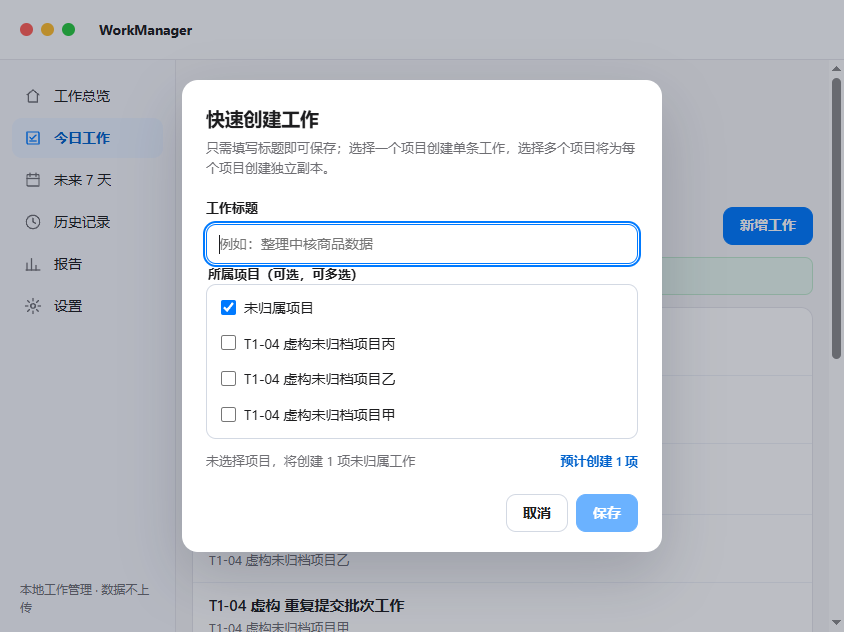 WorkManager
工作总览
今日工作
未来 7 天
历史记录
报告
设置
本地工作管理 · 数据不上
传
新增工作
快速创建工作
只需填写标题即可保存；选择一个项目创建单条工作，选择多个项目将为每
个项目创建独立副本。
工作标题
例如：整理中核商品数据
所属项目（可选，可多选）
未归属项目
T1-04 虚构未归档项目丙
T1-04 虚构未归档项目乙
T1-04 虚构未归档项目甲
未选择项目，将创建 1 项未归属工作
预计创建 1 项
取消
保存
T1-04 虚构未归档项目乙
T1-04 虚构 重复提交批次工作
T1-04 虚构未归档项目甲